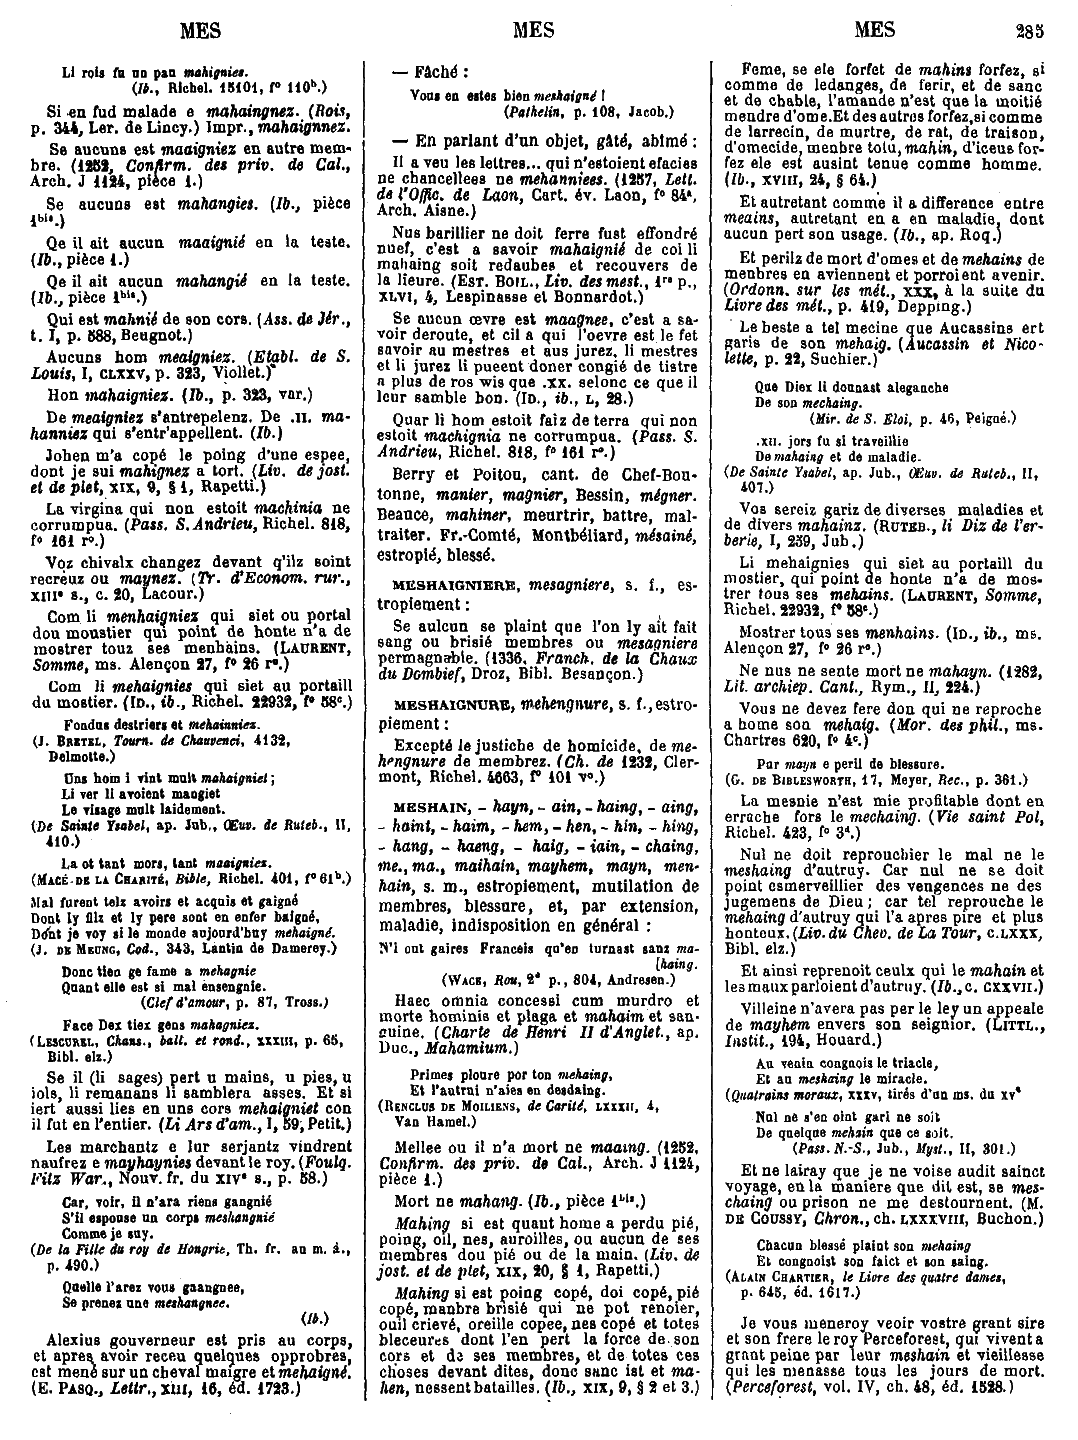 MES
MES
MES
285
Li rois fu un pau mahignies.
(Ib., Richel. 15101, f° 110ᵇ.)
Si en fud malade e mahaingnez. (Rois,
p. 344, Ler. de Lincy.) Impr., mahaignnez.
Se aucuns est maaigniez en autre mem-
bre. (1252, Confirm. des priv. de Cal.,
Arch. J 1124, pièce 1.)
Se aucuns est mahangies. (Ib., pièce
1ᵇⁱˢ.)
Qe il ait aucun maaignié en la teste.
(Ib., pièce 1.)
Qe il ait aucun mahangié en la teste.
(Ib., pièce 1ᵇⁱˢ.)
Qui est mahnié de son cors. (Ass. de Jér.,
t. I, p. 588, Beugnot.)
Aucuns hom meaigniez. (Etabl. de S.
Louis, I, CLXXV, p. 323, Viollet.)
Hon mahaigniez. (Ib., p. 323, var.)
De meaigniez s'antrepelenz. De .II. ma-
hanniez qui s'entr'appellent. (Ib.)
Johen m'a copé le poing d'une espee,
dont je sui mahignez a tort. (Liv. de jost.
et de plet, XIX, 9, § 1, Rapetti.)
La virgina qui non estoit machinia ne
corrumpua. (Pass. S. Andrieu, Richel. 818,
f° 161 r°.)
Voz chivalx changez devant q'ilz soint
recreuz ou maynez. (Tr. d'Econom. rur.,
XIIIᵉ s., c. 20, Lacour.)
Com li menhaigniez qui siet ou portal
dou moustier qui point de honte n'a de
mostrer touz ses menhains. (LAURENT,
Somme, ms. Alençon 27, f° 26 r°.)
Com li mehaignies qui siet au portaill
du mostier. (ID., ib., Richel. 22932, f° 58ᶜ.)
Fondus destriers et mehainniez.
(J. BRETEL, Tourn. de Chauvenci, 4132,
Delmotte.)
Uns hom i vint mult mahaigniet ;
Li ver li avoient mangiet
Le visage mult laidement.
(De Sainte Ysabel, ap. Jub., Œuv. de Ruteb., II,
410.)
La ot tant mors, tant maaigniez.
(MACÉ DE LA CHARITÉ, Bible, Richel. 401, f° 61ᵇ.)
Mal furent telz avoirs et acquis et gaigné
Dont ly filz et ly pere sont en enfer baigné,
Dont je voy si le monde aujourd'huy mehaigné.
(J. DE MEUNG, Cod., 343, Lantin de Damerey.)
Donc tien ge fame a mehagnie
Quant elle est si mal ensengnie.
(Clef d'amour, p. 87, Tross.)
Face Dex tiex gens mahagniez.
(LESCUREL, Chans., ball. et rond., XXXIII, p. 65,
Bibl. elz.)
Se il (li sages) pert u mains, u pies, u
iols, li remanans li samblera asses. Et si
iert aussi lies en uns cors mehaigniet con
il fut en l'entier. (Li Ars d'am., I, 59, Petit.)
Les marchantz e lur serjantz vindrent
naufrez e mayhaynies devant le roy. (Foulq.
Fitz War., Nouv. fr. du XIVᵉ s., p. 58.)
Car, voir, il n'ara riens gangnié
S'il espouse un corps meshangnié
Comme je suy.
(De la Fille du roy de Hongrie, Th. fr. au m. â.,
p. 490.)
Quelle l'arez vous gaangnee,
Se prenez une meshangnee.
(Ib.)
Alexius gouverneur est pris au corps,
et apres avoir receu quelques opprobres,
est mené sur un cheval maigre et mehaigné.
(E. PASQ., Lettr., XIII, 16, éd. 1723.)
— Fâché :
Vous en estes bien meshaigné !
(Pathelin, p. 108, Jacob.)
— En parlant d'un objet, gâté, abîmé :
Il a veu les lettres... qui n'estoient efacies
ne chancellees ne mehanniees. (1257, Lett.
de l'Offic. de Laon, Cart. év. Laon, f° 84ᵃ,
Arch. Aisne.)
Nus barillier ne doit ferre fust effondré
nuef, c'est a savoir mahaignié de coi li
mahaing soit redaubes et recouvers de
la lieure. (EST. BOIL., Liv. des mest., 1ʳᵉ p.,
XLVI, 4, Lespinasse et Bonnardot.)
Se aucun œvre est maagnee, c'est a sa-
voir deroute, et cil a qui l'oevre est le fet
savoir au mestres et aus jurez, li mestres
et li jurez li pueent doner congié de tistre
a plus de ros wis que .XX. selonc ce que il
leur samble bon. (ID., ib., L, 28.)
Quar li hom estoit faiz de terra qui non
estoit machignia ne corrumpua. (Pass. S.
Andrieu, Richel. 818, f° 161 r°.)
Berry et Poitou, cant. de Chef-Bou-
tonne, manier, magnier, Bessin, mégner.
Beauce, mahiner, meurtrir, battre, mal-
traiter. Fr.-Comté, Montbéliard, mésainé,
estropié, blessé.
MESHAIGNIERE, mesagniere, s. f., es-
tropiement :
Se aulcun se plaint que l'on ly ait fait
sang ou brisié membres ou mesagniere
permagnable. (1336, Franch. de la Chaux
du Dombief, Droz, Bibl. Besançon.)
MESHAIGNURE, mehengnure, s. f., estro-
piement :
Excepté le justiche de homicide, de me-
hengnure de membrez. (Ch. de 1232, Cler-
mont, Richel. 4663, f° 101 v°.)
MESHAIN, - hayn, - ain, - haing, - aing,
- haint, - haim, - hem, - hen, - hin, - hing,
- hang, - haeng, - haig, - iain, - chaing,
me., ma., maihain, mayhem, mayn, men-
hain, s. m., estropiement, mutilation de
membres, blessure, et, par extension,
maladie, indisposition en général :
N'i ont gaires Franceis qu'en turnast sanz ma-
[haing.
(WACE, Rou, 2ᵉ p., 804, Andresen.)
Haec omnia concessi cum murdro et
morte hominis et plaga et mahaim et san-
guine. (Charte de Henri II d'Anglet., ap.
Duc., Mahamium.)
Primes ploure por ton mehaing,
Et l'autrui n'aies en desdaing.
(RENCLUS DE MOILIENS, de Carité, LXXXII, 4,
Van Hamel.)
Mellee ou il n'a mort ne maaing. (1252,
Confirm. des priv. de Cal., Arch. J 1124,
pièce 1.)
Mort ne mahang. (Ib., pièce 1ᵇⁱˢ.)
Mahing si est quaut home a perdu pié,
poing, oil, nes, auroilles, ou aucun de ses
membres dou pié ou de la main. (Liv. de
jost. et de plet, XIX, 20, § 1, Rapetti.)
Mahing si est poing copé, doi copé, pié
copé, manbre brisié qui ne pot renoier,
ouil crievé, oreille copee, nes copé et totes
bleceures dont l'en pert la force de son
cors et de ses membres, et de totes ces
choses devant dites, donc sanc ist et ma-
hen, nessent batailles. (Ib., XIX, 9, § 2 et 3.)
Feme, se ele forfet de mahins forfez, si
comme de ledanges, de ferir, et de sanc
et de chable, l'amande n'est que la moitié
mendre d'ome. Et des autros forfez, si comme
de larrecin, de murtre, de rat, de traison,
d'omecide, menbre tolu, mahin, d'iceus for-
fez ele est ausint tenue comme homme.
(Ib., XVIII, 24, § 64.)
Et autretant comme il a difference entre
meains, autretant en a en maladie, dont
aucun pert son usage. (Ib., ap. Roq.)
Et perilz de mort d'omes et de mehains de
menbres en aviennent et porroient avenir.
(Ordonn. sur les mét., XXX, à la suite du
Livre des mét., p. 419, Depping.)
Le beste a tel mecine que Aucassins ert
garis de son mehaig. (Aucassin et Nico-
lette, p. 22, Suchier.)
Que Diex li donnast aleganche
De son mechaing.
(Mir. de S. Eloi, p. 46, Peigné.)
.XII. jors fu si traveillie
De mahaing et de maladie.
(De Sainte Ysabel, ap. Jub., Œuv. de Ruteb., II,
407.)
Vos sereiz gariz de diverses maladies et
de divers mahainz. (RUTEB., li Diz de l'er-
berie, I, 239, Jub.)
Li mehaignies qui siet au portaill du
mostier, qui point de honte n'a de mos-
trer tous ses mehains. (LAURENT, Somme,
Richel. 22932, f° 58ᶜ.)
Mostrer tous ses menhains. (ID., ib., ms.
Alençon 27, f° 26 r°.)
Ne nus ne sente mort ne mahayn. (1282,
Lit. archiep. Cant., Rym., II, 224.)
Vous ne devez fere don qui ne reproche
a home son mehaig. (Mor. des phil., ms.
Chartres 620, f° 4ᶜ.)
Par mayn e peril de blessure.
(G. DE BIBLESWORTH, 17, Meyer, Rec., p. 361.)
La mesnie n'est mie profitable dont en
errache fors le mechaing. (Vie saint Pol,
Richel. 423, f° 3ᵈ.)
Nul ne doit reprouchier le mal ne le
meshaing d'autruy. Car nul ne se doit
point esmerveillier des vengences ne des
jugemens de Dieu ; car tel reprouche le
mehaing d'autruy qui l'a apres pire et plus
honteux. (Liv. du Chev. de La Tour, c. LXXX,
Bibl. elz.)
Et ainsi reprenoit ceulx qui le mahain et
les maux parloient d'autruy. (Ib., c. CXXVII.)
Villeine n'avera pas per le ley un appeale
de mayhem envers son seignior. (LITTL.,
Instit., 194, Houard.)
Au venin congnois le triacle,
Et au meshaing le miracle.
(Quatrains moraux, XXXV, tirés d'un ms. du XVᵉ
Nul ne s'en oint gari ne soit
De quelque mehain que ce soit.
(Pass. N.-S., Jub., Myst., II, 301.)
Et ne lairay que je ne voise audit sainct
voyage, en la maniere que dit est, se mes-
chaing ou prison ne me destournent. (M.
DE COUSSY, Chron., ch. LXXXVIII, Buchon.)
Chacun blessé plaint son mehaing
Et congnoist son faict et son saing.
(ALAIN CHARTIER, le Livre des quatre dames,
p. 645, éd. 1617.)
Je vous meneroy veoir vostre grant sire
et son frere le roy Perceforest, qui vivent a
grant peine par leur meshain et vieillesse
qui les menasse tous les jours de mort.
(Perceforest, vol. IV, ch. 48, éd. 1528.)